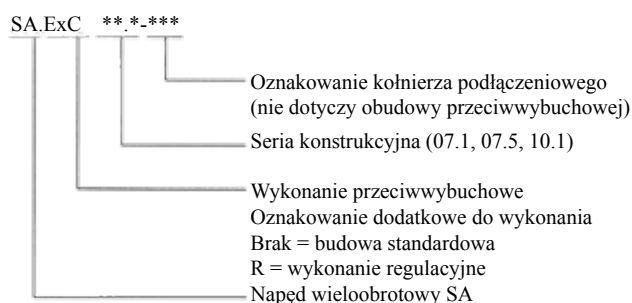 SA.ExC **.*-***
Oznakowanie kołnierza podłączeniowego
(nie dotyczy obudowy przeciwwybuchowej)
Seria konstrukcyjna (07.1, 07.5, 10.1)
Wykonanie przeciwwybuchowe
Oznakowanie dodatkowe do wykonania
Brak = budowa standardowa
R = wykonanie regulacyjne
Napęd wieloobrotowy SA